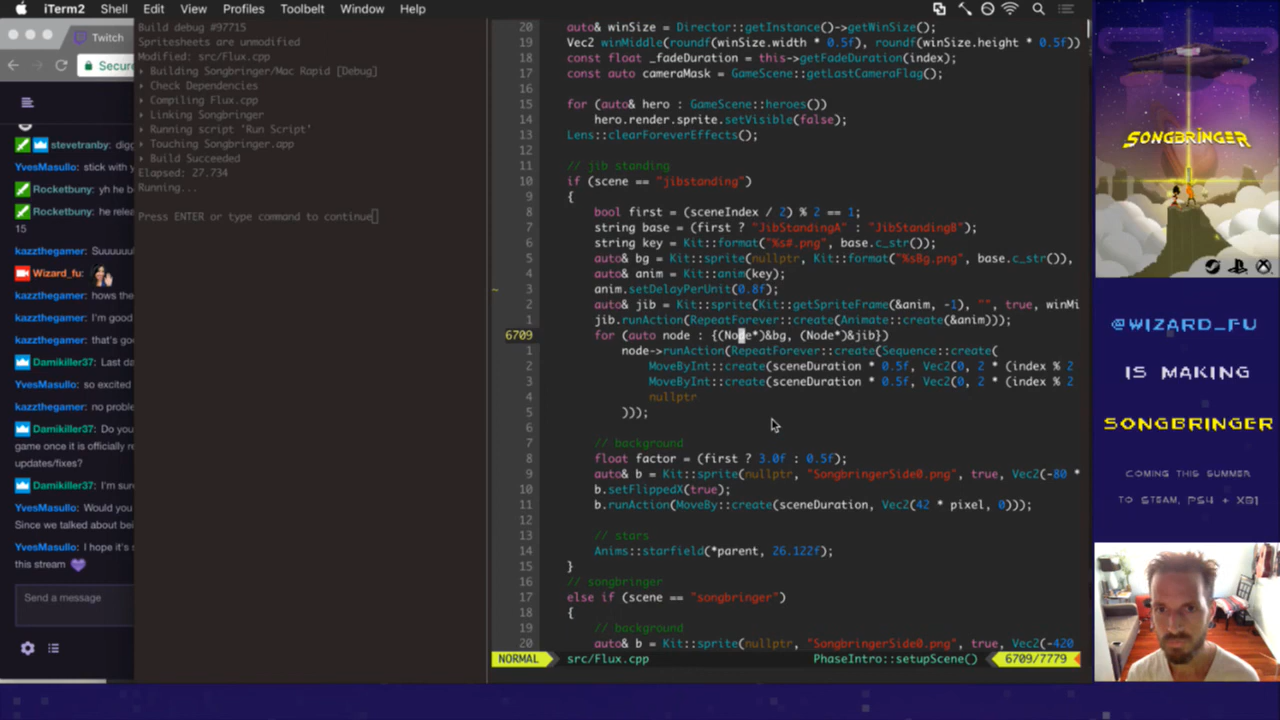 iTerm2 Shell Edit View Profiles Toolbelt Window Help
Twitch
Secure
stevetranby: digg
YvesMasullo: stick with y
Rocketbuny: yh he b
Rocketbuny: he relea
15
kazzthegamer: Suuuuul
Wizard_fu:
kazzthegamer: hows the
kazzthegamer: I'm good
kazzthegamer: that's go
Damikiller37: Last da
YvesMasullo: so excited
kazzthegamer: no proble
Damikiller37: Do you
game once it is officially re
updates/fixes?
Damikiller37: I'm sure
YvesMasullo: Would you
Since we talked about bei
YvesMasullo: I hope it's
this stream
Send a message
Build debug #97715
Spritesheets are unmodified
Modified: src/Flux.cpp
Building Songbringer/Mac Rapid [Debug]
Check Dependencies
Compiling Flux.cpp
Linking Songbringer
Running script 'Run Script'
Touching Songbringer.app
Build Succeeded
Elapsed: 27.734
Running...
Press ENTER or type command to continue
20 auto& winSize = Director::getInstance()->getWinSize();
19 Vec2 winMiddle(roundf(winSize.width * 0.5f), roundf(winSize.height * 0.5f))
18 const float _fadeDuration = this->getFadeDuration(index);
17 const auto cameraMask = GameScene::getLastCameraFlag();
16
15 for (auto& hero : GameScene::heroes())
14 hero.render.sprite.setVisible(false);
13 Lens::clearForeverEffects();
12
11 // jib standing
10 if (scene == "jibstanding")
9 {
8 bool first = (sceneIndex / 2) % 2 == 1;
7 string base = (first ? "JibStandingA" : "JibStandingB");
6 string key = Kit::format("%s#.png", base.c_str());
5 auto& bg = Kit::sprite(nullptr, Kit::format("%sBg.png", base.c_str()),
4 auto& anim = Kit::anim(key);
~ 3 anim.setDelayPerUnit(0.8f);
2 auto& jib = Kit::sprite(Kit::getSpriteFrame(&anim, -1), "", true, winMi
1 jib.runAction(RepeatForever::create(Animate::create(&anim)));
6709 for (auto node : {(Node*)&bg, (Node*)&jib})
1 node->runAction(RepeatForever::create(Sequence::create(
2 MoveByInt::create(sceneDuration * 0.5f, Vec2(0, 2 * (index % 2
3 MoveByInt::create(sceneDuration * 0.5f, Vec2(0, 2 * (index % 2
4 nullptr
5 )));
6
7 // background
8 float factor = (first ? 3.0f : 0.5f);
9 auto& b = Kit::sprite(nullptr, "SongbringerSide0.png", true, Vec2(-80 *
10 b.setFlippedX(true);
11 b.runAction(MoveBy::create(sceneDuration, Vec2(42 * pixel, 0)));
12
13 // stars
14 Anims::starfield(*parent, 26.122f);
15 }
16 // songbringer
17 else if (scene == "songbringer")
18 {
19 // background
20 auto& b = Kit::sprite(nullptr, "SongbringerSide0.png", true, Vec2(-420
NORMAL src/Flux.cpp PhaseIntro::setupScene() 6709/7779
SONGBRINGER
@WIZARD_FU
IS MAKING
SONGBRINGER
COMING THIS SUMMER
TO STEAM, PS4 + XB1